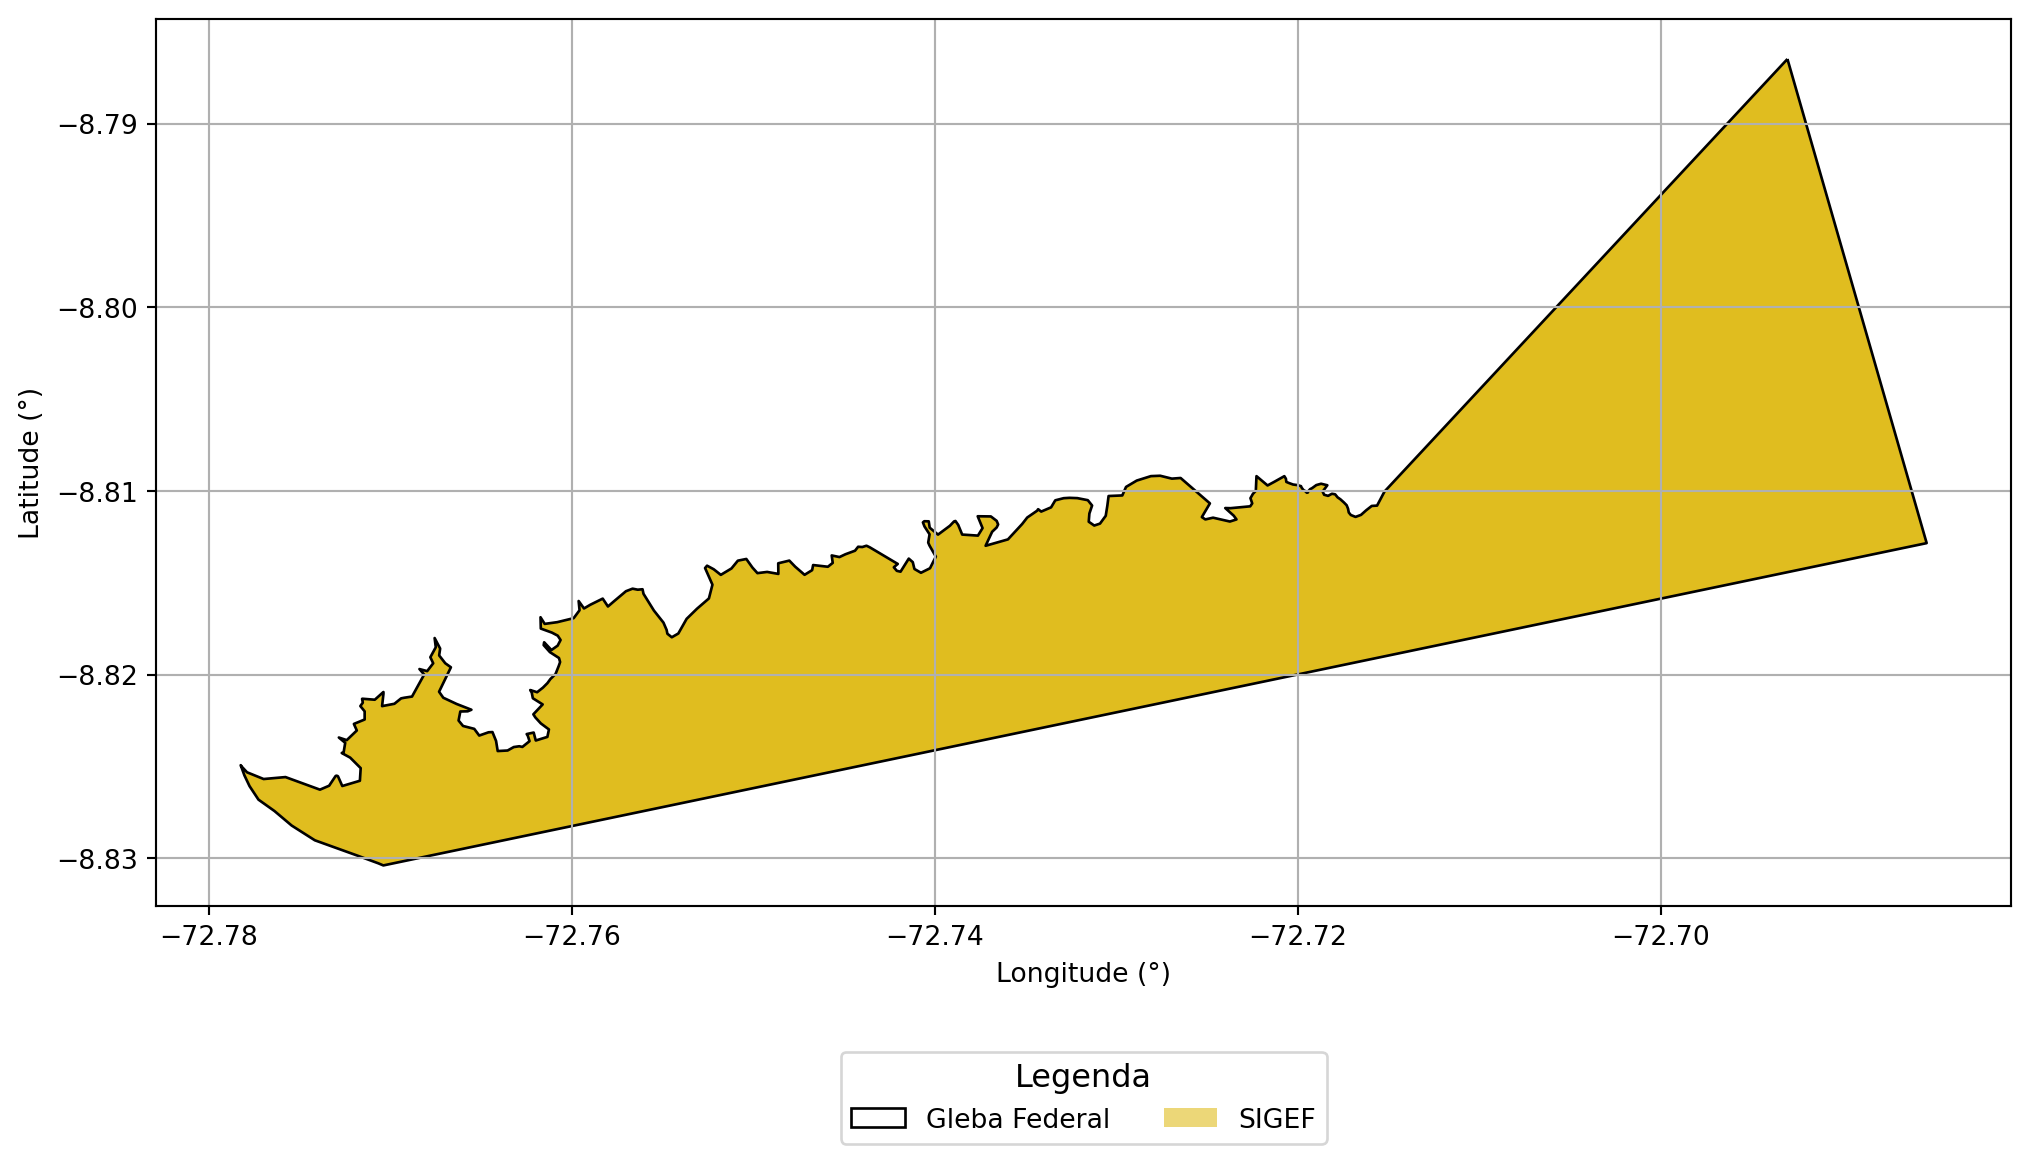 −8.79
−8.80
−8.81
−8.82
−8.83
Latitude (°)
−72.78
−72.76
−72.74
−72.72
−72.70
Longitude (°)
Legenda
Gleba Federal
SIGEF